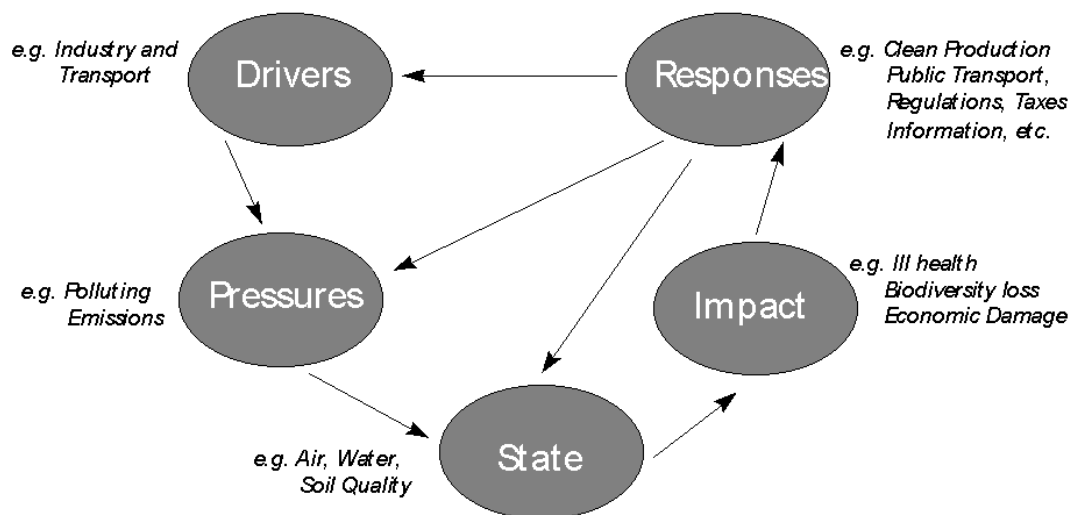 e.g. Industry and
Transport
Drivers
Responses
e.g. Clean Production
Public Transport,
Regulations, Taxes
Information, etc.
e.g. Polluting
Emissions
Pressures
Impact
e.g. Ill health
Biodiversity loss
Economic Damage
e.g. Air, Water,
Soil Quality
State